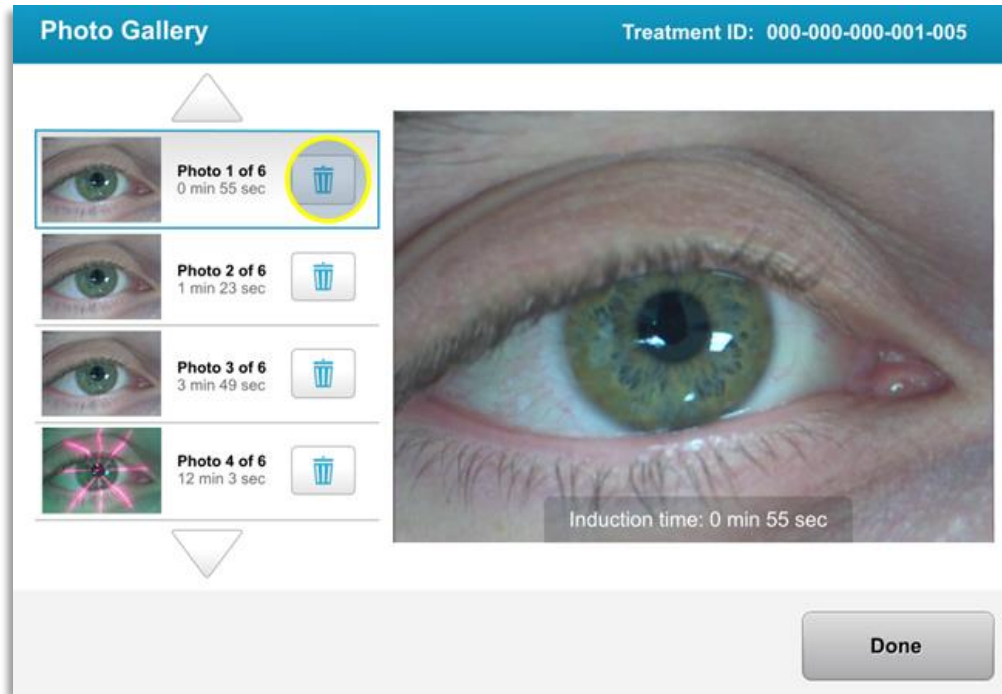 Photo Gallery
Treatment ID: 000-000-000-001-005
Photo 1 of 6
0 min 55 sec
Photo 2 of 6
1 min 23 sec
Photo 3 of 6
3 min 49 sec
Photo 4 of 6
12 min 3 sec
Induction time: 0 min 55 sec
Done